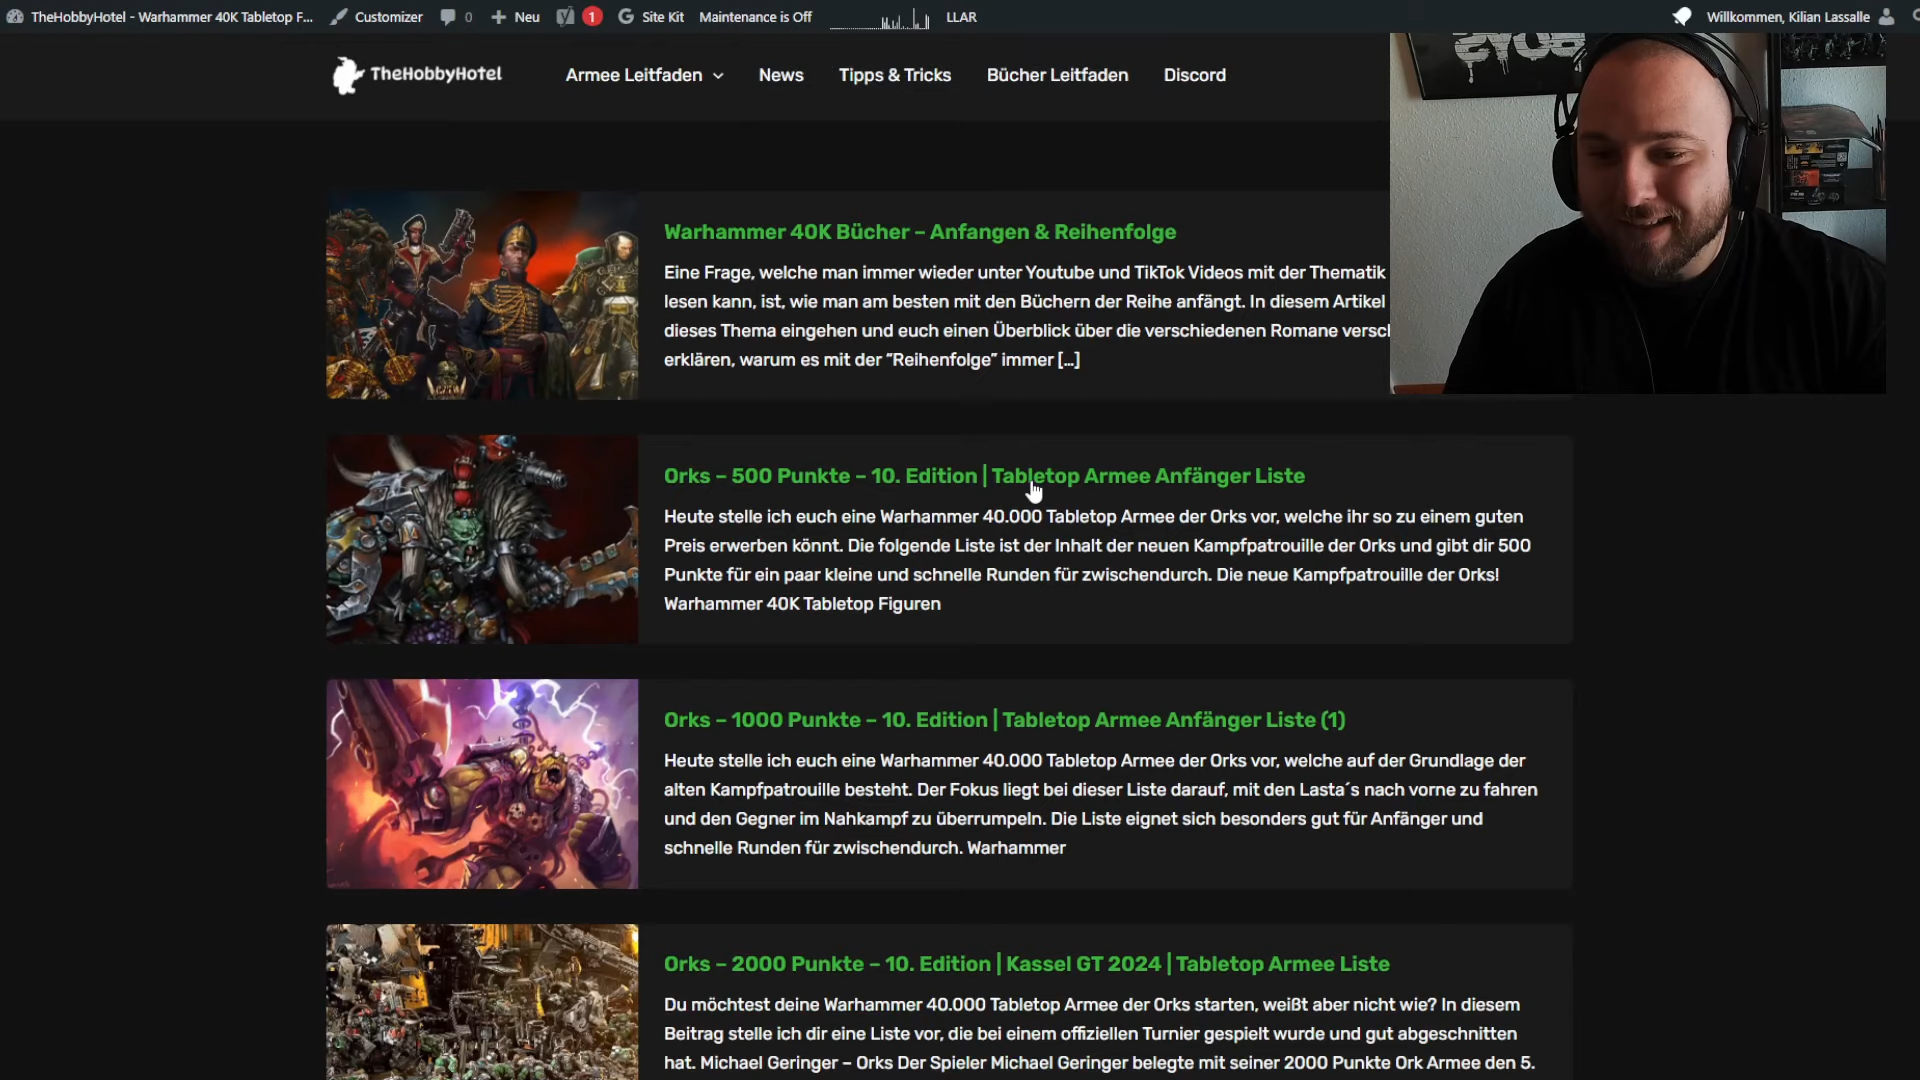 TheHobbyHotel - Warhammer 40K Tabletop F... Customizer 0 Neu 1 Site Kit Maintenance is Off LLAR Willkommen, Kilian Lassalle
TheHobbyHotel Armee Leitfaden News Tipps & Tricks Bücher Leitfaden Discord
Warhammer 40K Bücher – Anfangen & Reihenfolge
Eine Frage, welche man immer wieder unter Youtube und TikTok Videos mit der Thematik
lesen kann, ist, wie man am besten mit den Büchern der Reihe anfängt. In diesem Artikel
dieses Thema eingehen und euch einen Überblick über die verschiedenen Romane versc
erklären, warum es mit der “Reihenfolge” immer [...]
Orks – 500 Punkte – 10. Edition | Tabletop Armee Anfänger Liste
Heute stelle ich euch eine Warhammer 40.000 Tabletop Armee der Orks vor, welche ihr so zu einem guten
Preis erwerben könnt. Die folgende Liste ist der Inhalt der neuen Kampfpatrouille der Orks und gibt dir 500
Punkte für ein paar kleine und schnelle Runden für zwischendurch. Die neue Kampfpatrouille der Orks!
Warhammer 40K Tabletop Figuren
Orks – 1000 Punkte – 10. Edition | Tabletop Armee Anfänger Liste (1)
Heute stelle ich euch eine Warhammer 40.000 Tabletop Armee der Orks vor, welche auf der Grundlage der
alten Kampfpatrouille besteht. Der Fokus liegt bei dieser Liste darauf, mit den Lasta´s nach vorne zu fahren
und den Gegner im Nahkampf zu überrumpeln. Die Liste eignet sich besonders gut für Anfänger und
schnelle Runden für zwischendurch. Warhammer
Orks – 2000 Punkte – 10. Edition | Kassel GT 2024 | Tabletop Armee Liste
Du möchtest deine Warhammer 40.000 Tabletop Armee der Orks starten, weißt aber nicht wie? In diesem
Beitrag stelle ich dir eine Liste vor, die bei einem offiziellen Turnier gespielt wurde und gut abgeschnitten
hat. Michael Geringer – Orks Der Spieler Michael Geringer belegte mit seiner 2000 Punkte Ork Armee den 5.